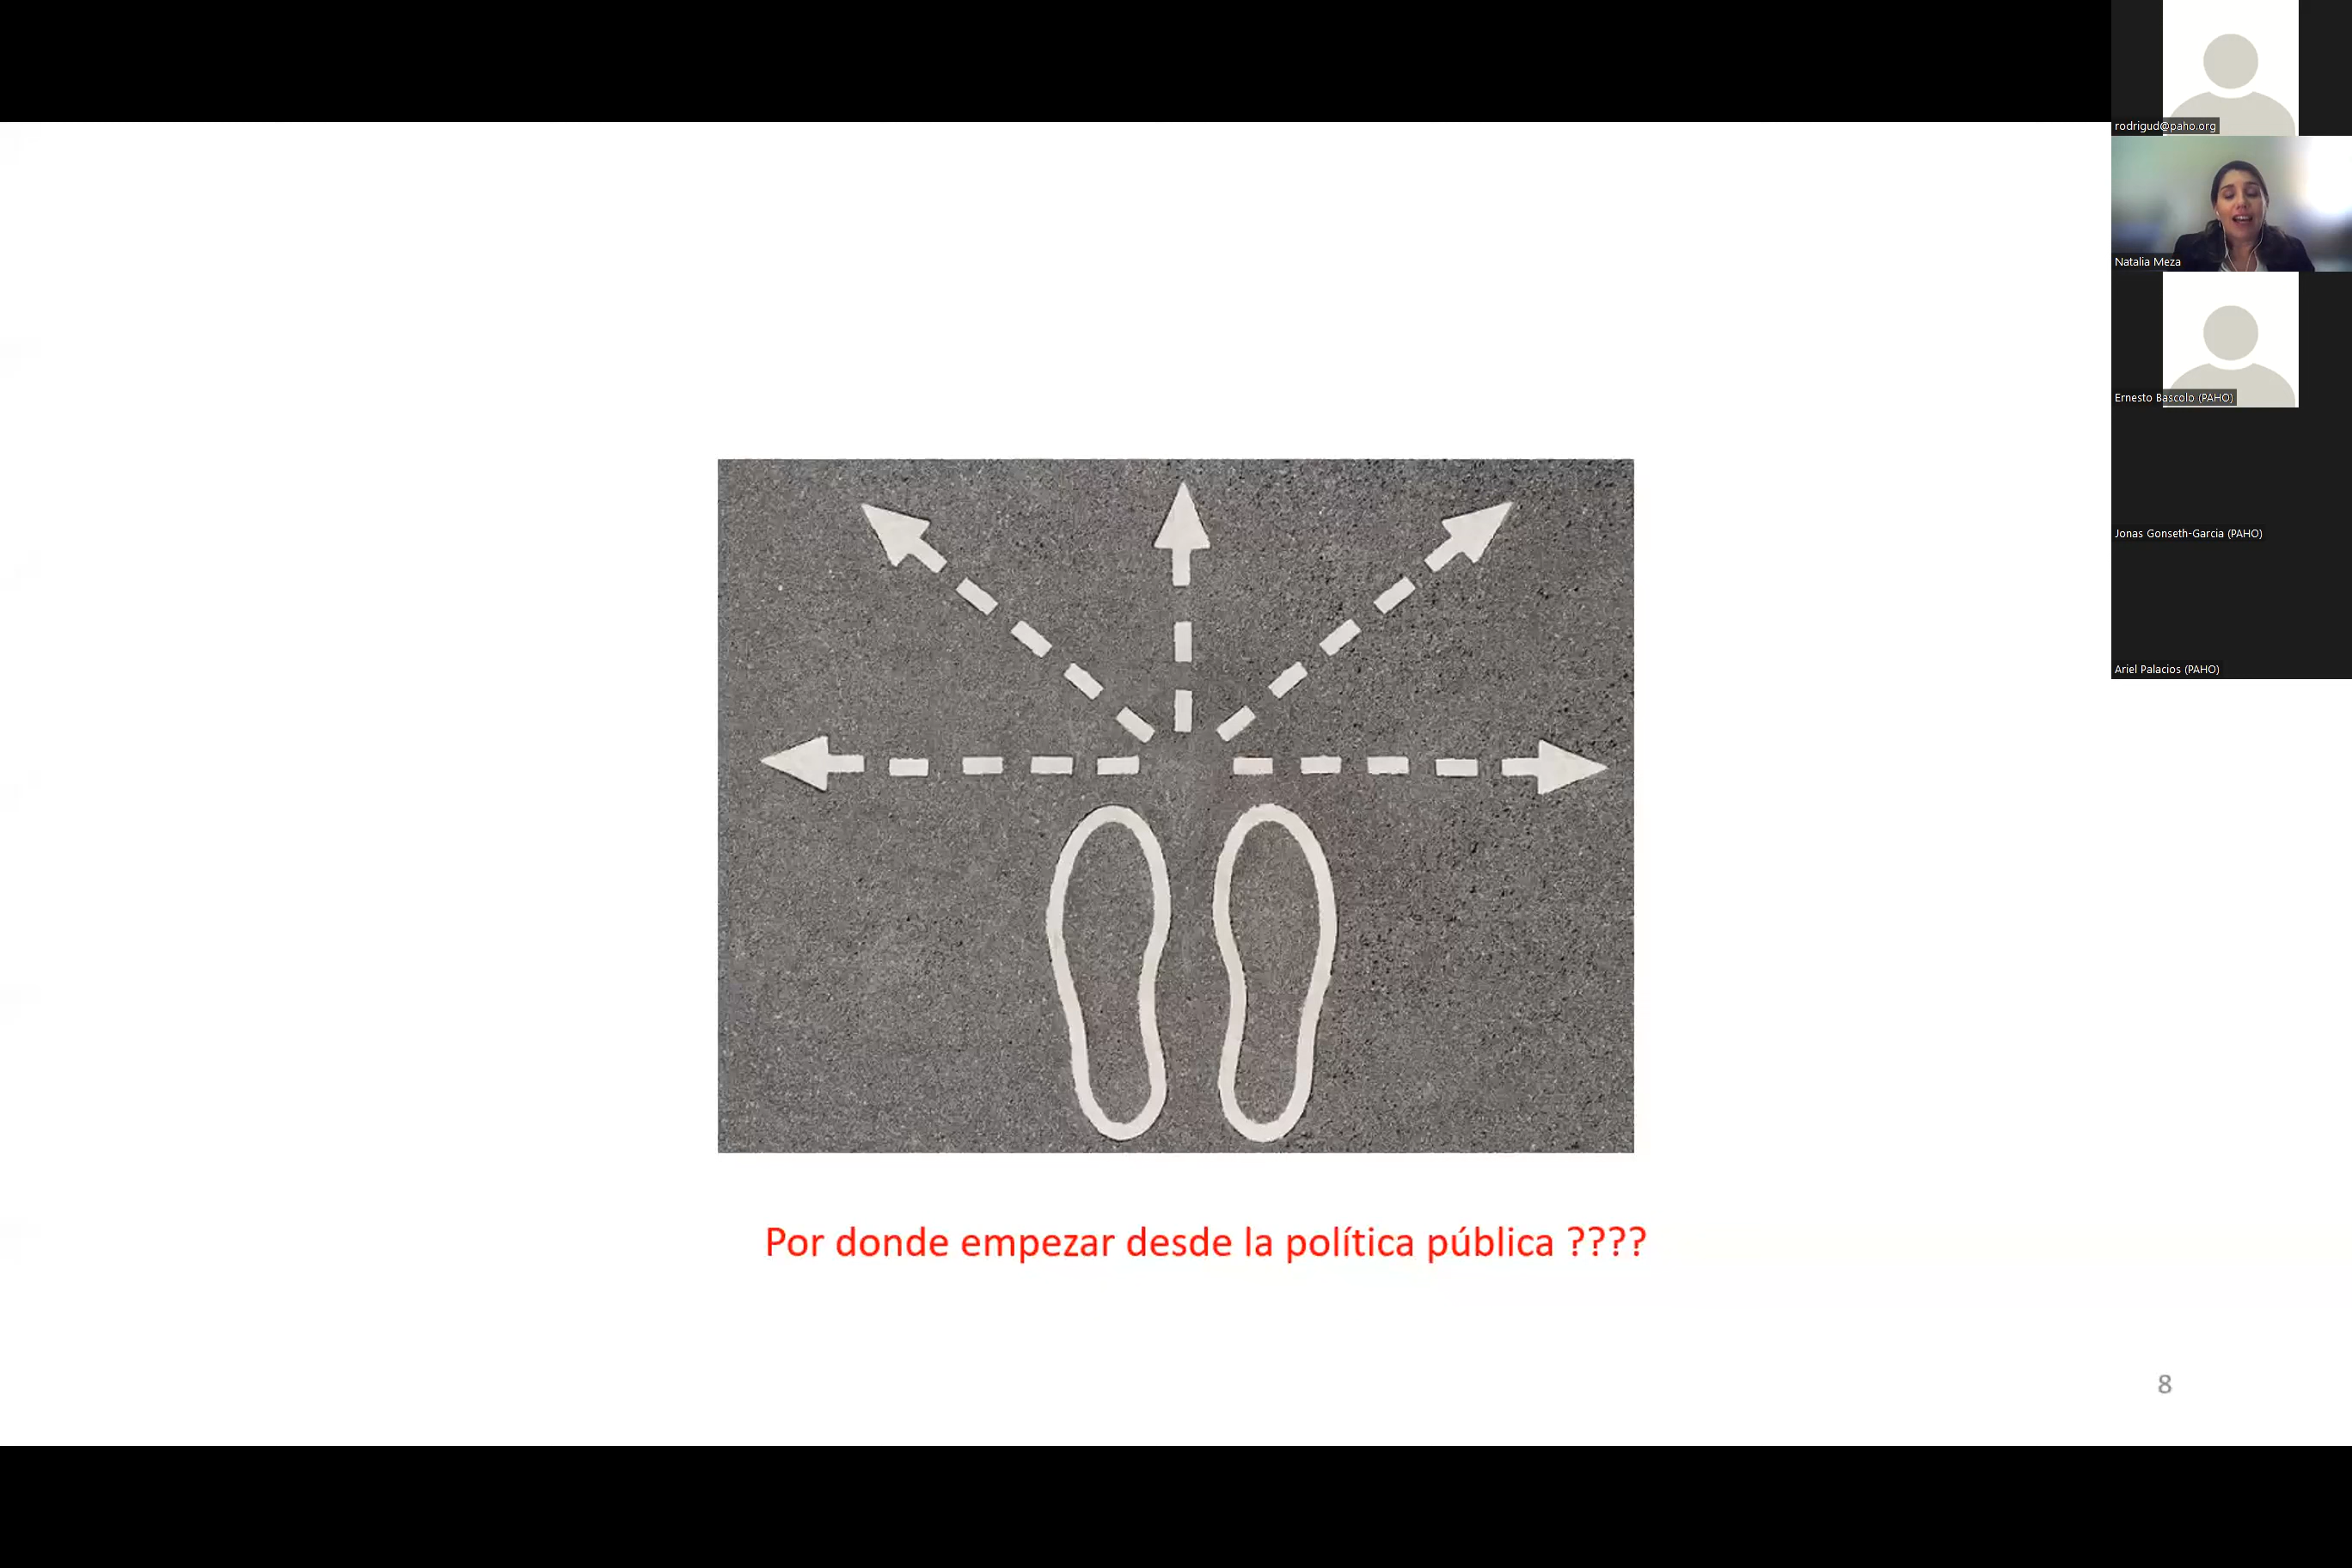 rodrigud@paho.org
Natalia Meza
Ernesto Bascolo (PAHO)
Jonas Gonseth-Garcia (PAHO)
Ariel Palacios (PAHO)
Por donde empezar desde la política pública ????
8